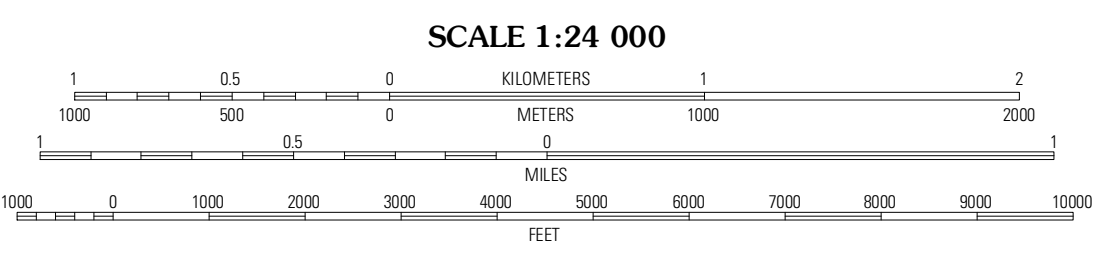 SCALE 1:24 000
1 0.5 0 KILOMETERS 1 2
1000 500 0 METERS 1000 2000
1 0.5 0 1
MILES
1000 0 1000 2000 3000 4000 5000 6000 7000 8000 9000 10000
FEET